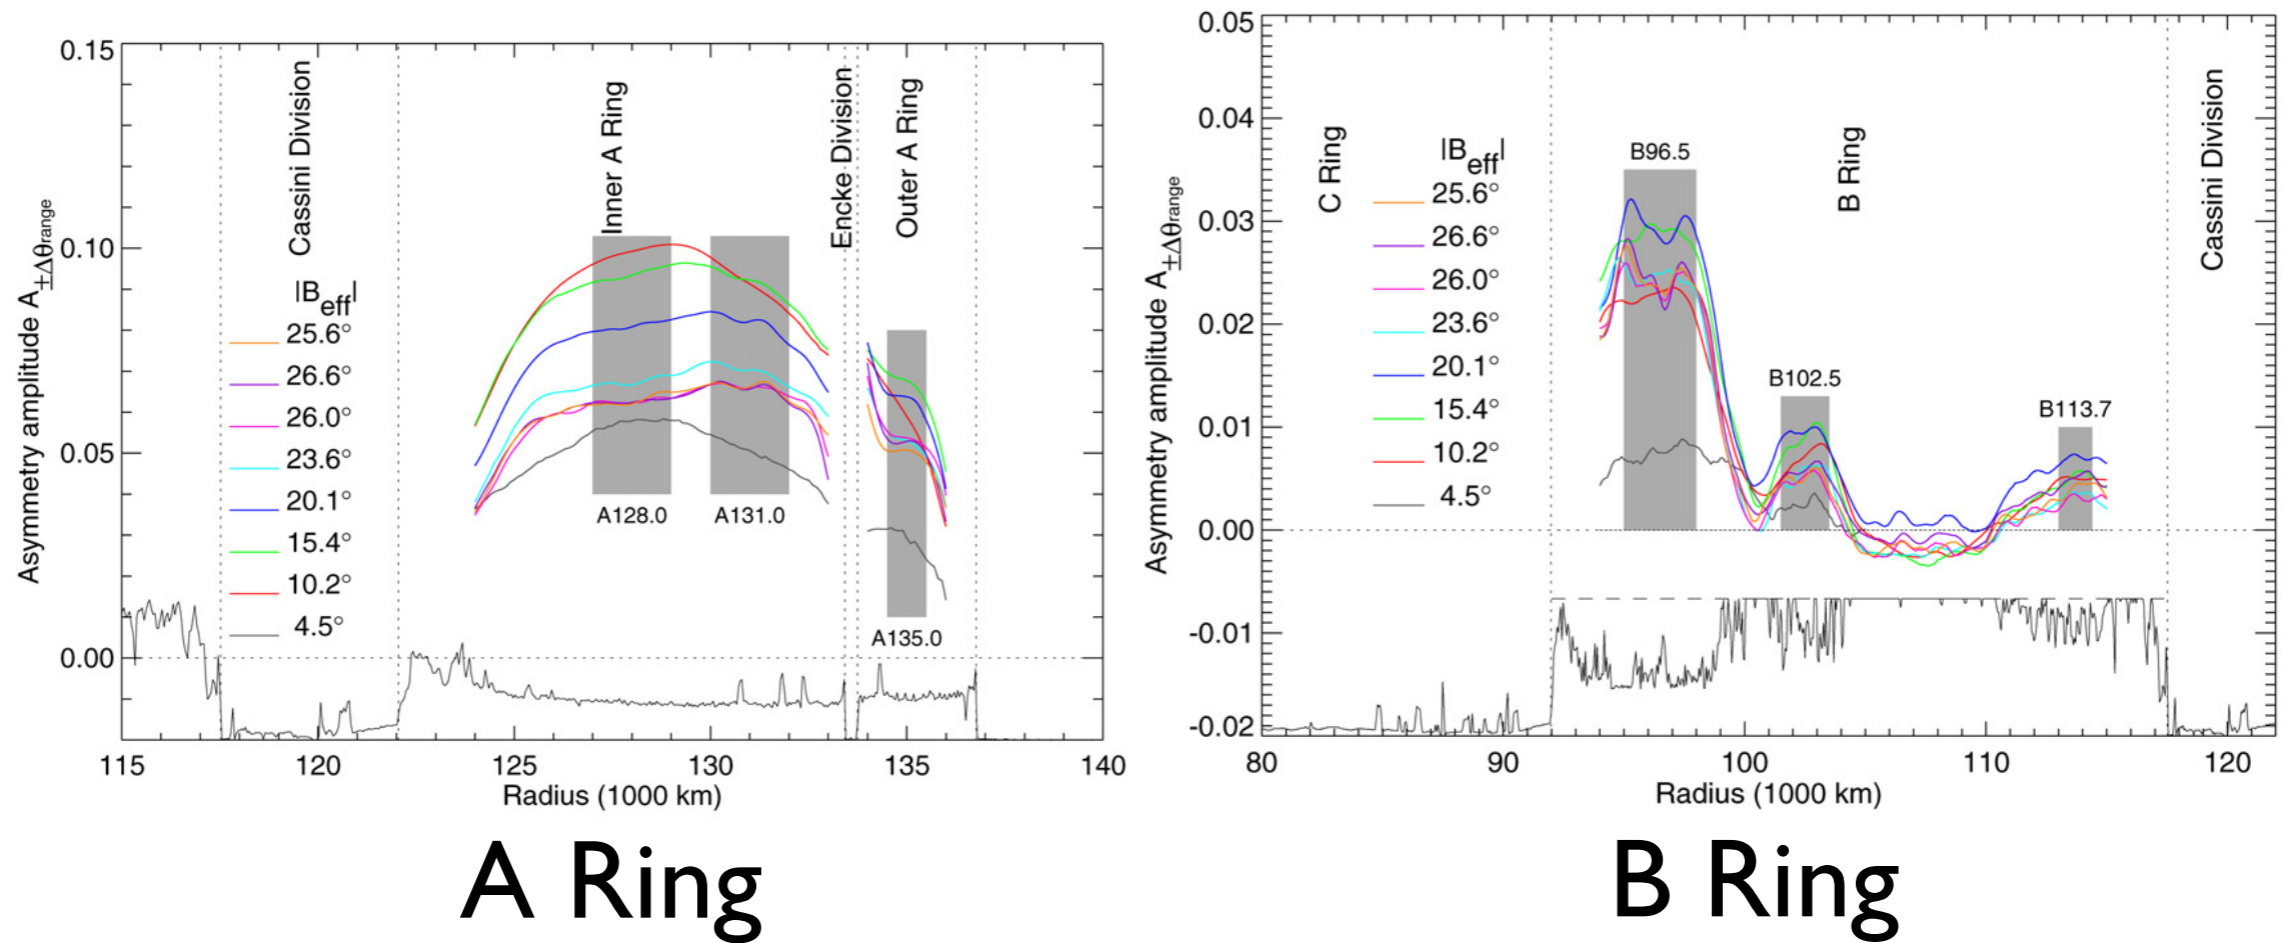 0.15
0.10
0.05
0.00
Asymmetry amplitude A±Δθrange
Cassini Division
Inner A Ring
Encke Division
Outer A Ring
|Beff|
25.6°
26.6°
26.0°
23.6°
20.1°
15.4°
10.2°
4.5°
A128.0
A131.0
A135.0
115
120
125
130
135
140
Radius (1000 km)
A Ring
0.05
0.04
0.03
0.02
0.01
0.00
-0.01
-0.02
Asymmetry amplitude A±Δθrange
C Ring
B Ring
Cassini Division
|Beff|
25.6°
26.6°
26.0°
23.6°
20.1°
15.4°
10.2°
4.5°
B96.5
B102.5
B113.7
80
90
100
110
120
Radius (1000 km)
B Ring